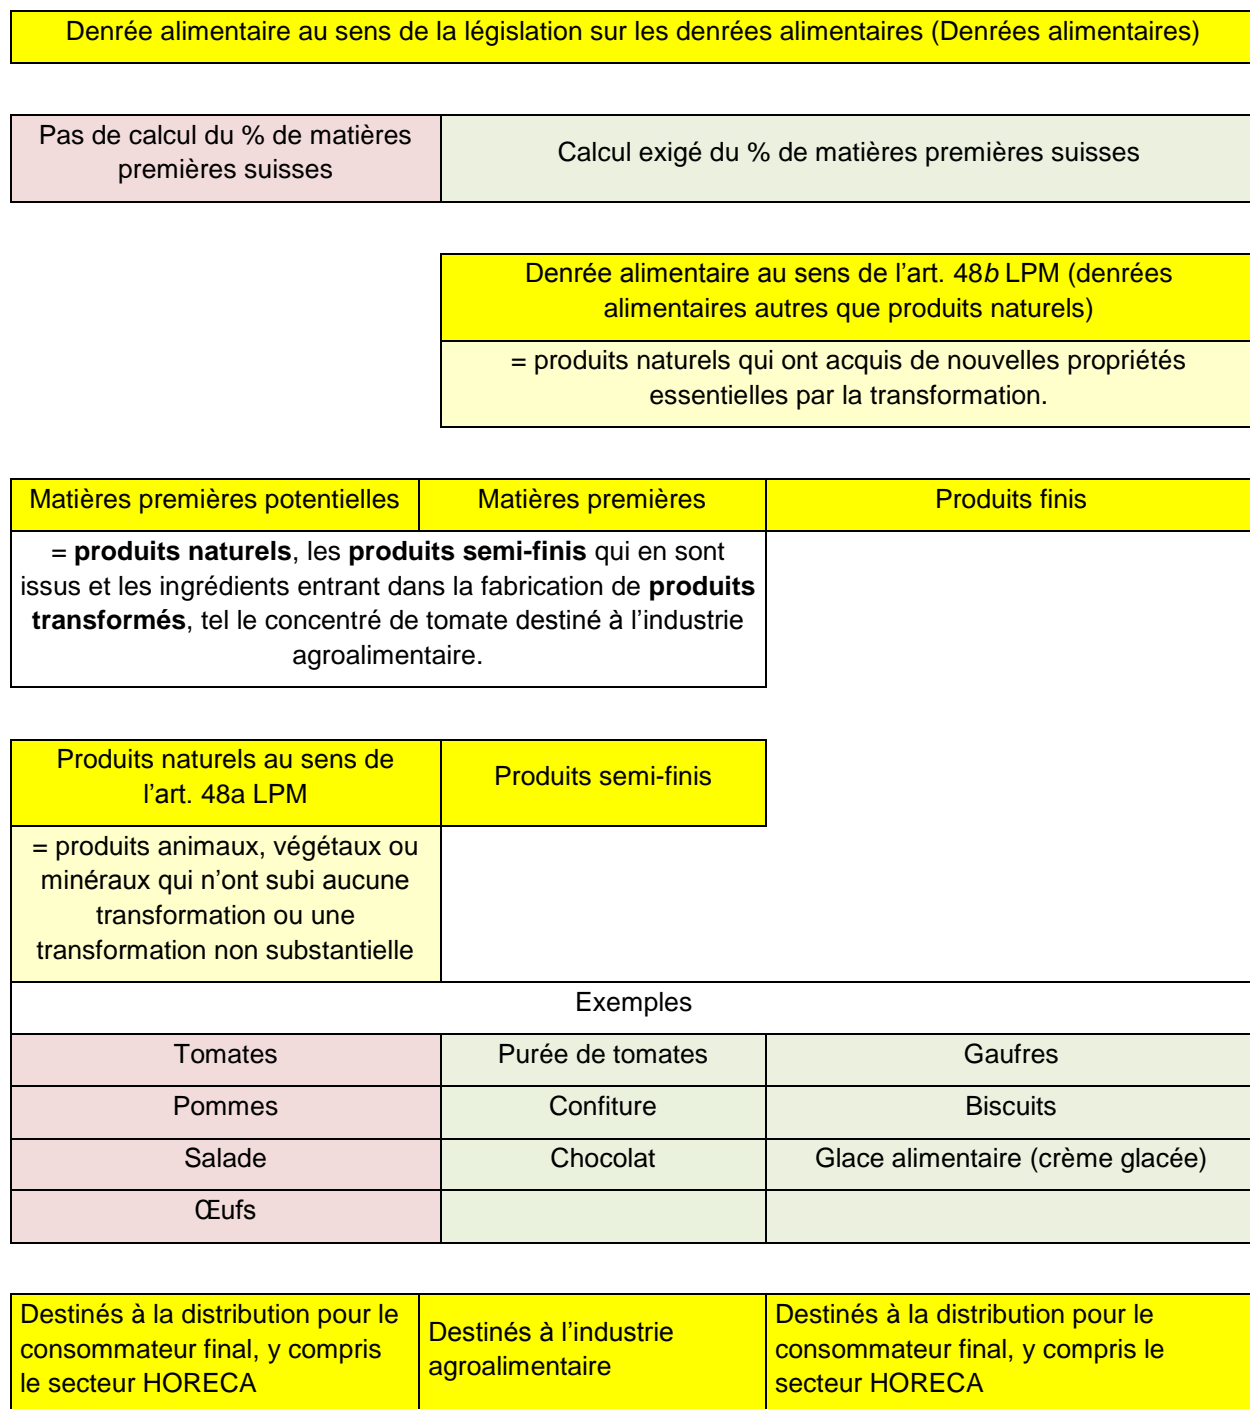 Denrée alimentaire au sens de la législation sur les denrées alimentaires (Denrées alimentaires)
Pas de calcul du % de matières
premières suisses
Calcul exigé du % de matières premières suisses
Denrée alimentaire au sens de l’art. 48b LPM (denrées
alimentaires autres que produits naturels)
= produits naturels qui ont acquis de nouvelles propriétés
essentielles par la transformation.
Matières premières potentielles
Matières premières
Produits finis
= produits naturels, les produits semi-finis qui en sont
issus et les ingrédients entrant dans la fabrication de produits
transformés, tel le concentré de tomate destiné à l’industrie
agroalimentaire.
Produits naturels au sens de
l’art. 48a LPM
Produits semi-finis
= produits animaux, végétaux ou
minéraux qui n’ont subi aucune
transformation ou une
transformation non substantielle
Exemples
Tomates
Purée de tomates
Gaufres
Pommes
Confiture
Biscuits
Salade
Chocolat
Glace alimentaire (crème glacée)
Œufs
Destinés à la distribution pour le
consommateur final, y compris
le secteur HORECA
Destinés à l’industrie
agroalimentaire
Destinés à la distribution pour le
consommateur final, y compris le
secteur HORECA